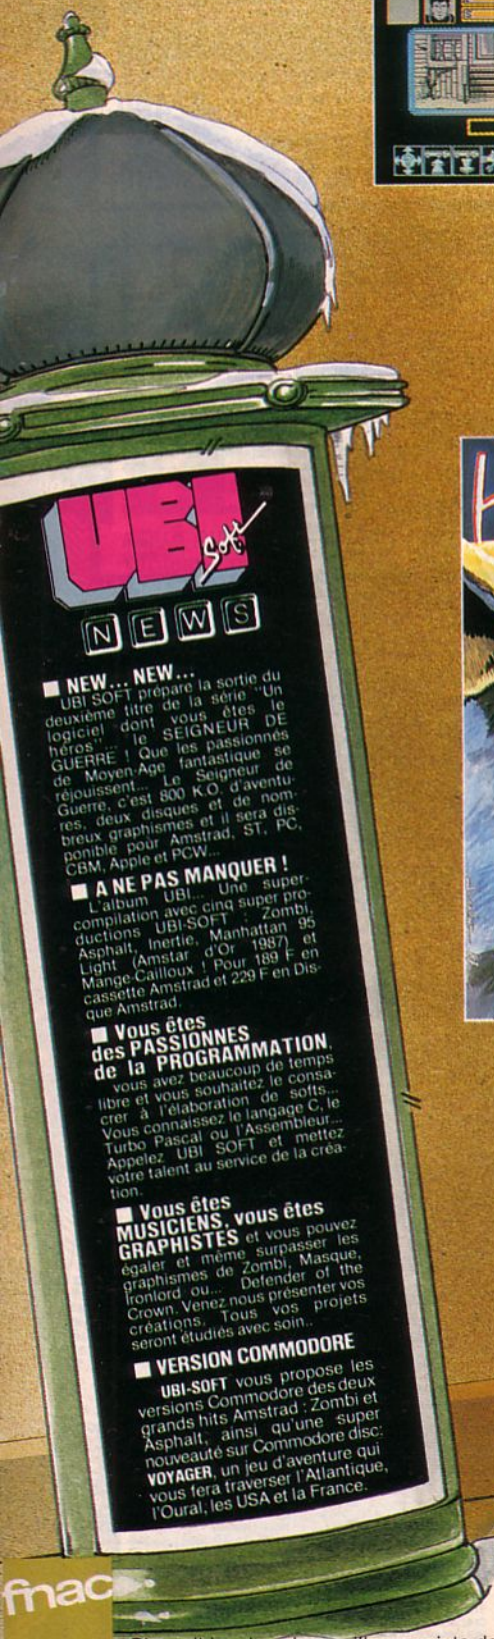 UBI
Soft
NEWS
■ NEW... NEW...
UBI SOFT prépare la sortie du
deuxième titre de la série "Un
logiciel dont vous êtes le
héros"... le SEIGNEUR DE
GUERRE ! Que les passionnés
de Moyen-Age fantastique se
réjouissent... Le Seigneur de
Guerre, c'est 800 K.O. d'aventu-
res, deux disques et de nom-
breux graphismes et il sera dis-
ponible pour Amstrad, ST, PC,
CBM, Apple et PCW...
■ A NE PAS MANQUER !
L'album UBI... Une super-
compilation avec cinq super pro-
ductions UBI-SOFT : Zombi,
Asphalt, Inertie, Manhattan 95
Light (Amstar d'Or 1987) et
Mange-Cailloux ! Pour 189 F en
cassette Amstrad et 229 F en Dis-
que Amstrad.
■ Vous êtes
des PASSIONNES
de la PROGRAMMATION,
vous avez beaucoup de temps
libre et vous souhaitez le consa-
crer à l'élaboration de softs...
Vous connaissez le langage C, le
Turbo Pascal ou l'Assembleur...
Appelez UBI SOFT et mettez
votre talent au service de la créa-
tion.
■ Vous êtes
MUSICIENS, vous êtes
GRAPHISTES et vous pouvez
égaler et même surpasser les
graphismes de Zombi, Masque,
Ironlord ou... Defender of the
Crown. Venez nous présenter vos
créations. Tous vos projets
seront étudiés avec soin..
■ VERSION COMMODORE
UBI-SOFT vous propose les
versions Commodore des deux
grands hits Amstrad : Zombi et
Asphalt, ainsi qu'une super
nouveauté sur Commodore disc:
VOYAGER, un jeu d'aventure qui
vous fera traverser l'Atlantique,
l'Oural, les USA et la France.
fnac